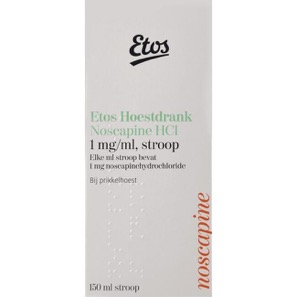 Etos
Etos Hoestdrank
Noscapine HCl
1 mg/ml, stroop
Elke ml stroop bevat
1 mg noscapinehydrochloride
Bij prikkelhoest
150 ml stroop
noscapine